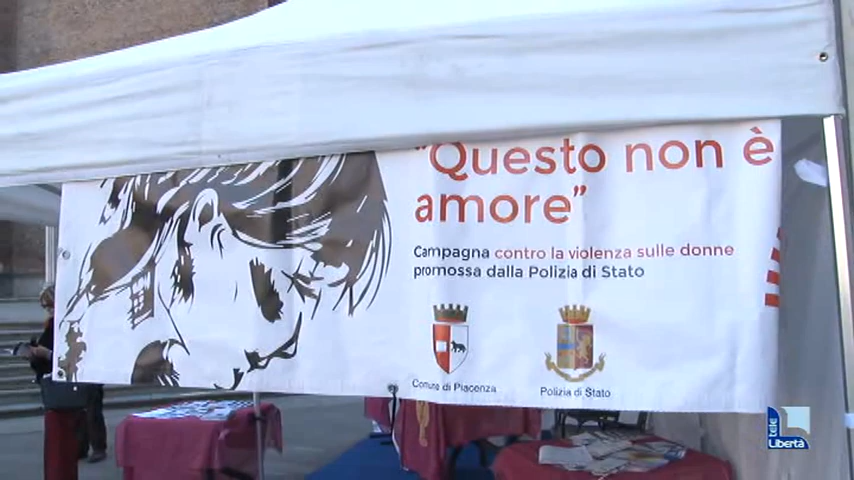 "Questo non è
amore"
Campagna contro la violenza sulle donne
promossa dalla Polizia di Stato
Comune di Piacenza
Polizia di Stato
tele
Libertà